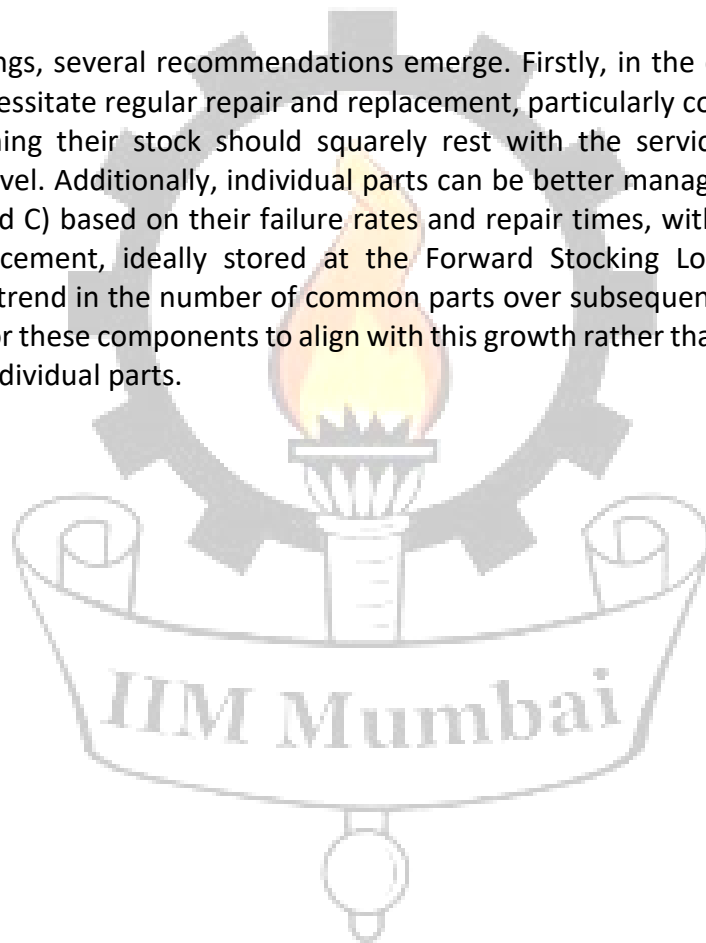 ngs, several recommendations emerge. Firstly, in the
essitate regular repair and replacement, particularly co
ning their stock should squarely rest with the servic
vel. Additionally, individual parts can be better manag
d C) based on their failure rates and repair times, with
cement, ideally stored at the Forward Stocking Lo
trend in the number of common parts over subsequen
or these components to align with this growth rather tha
dividual parts.
IIM Mumbai